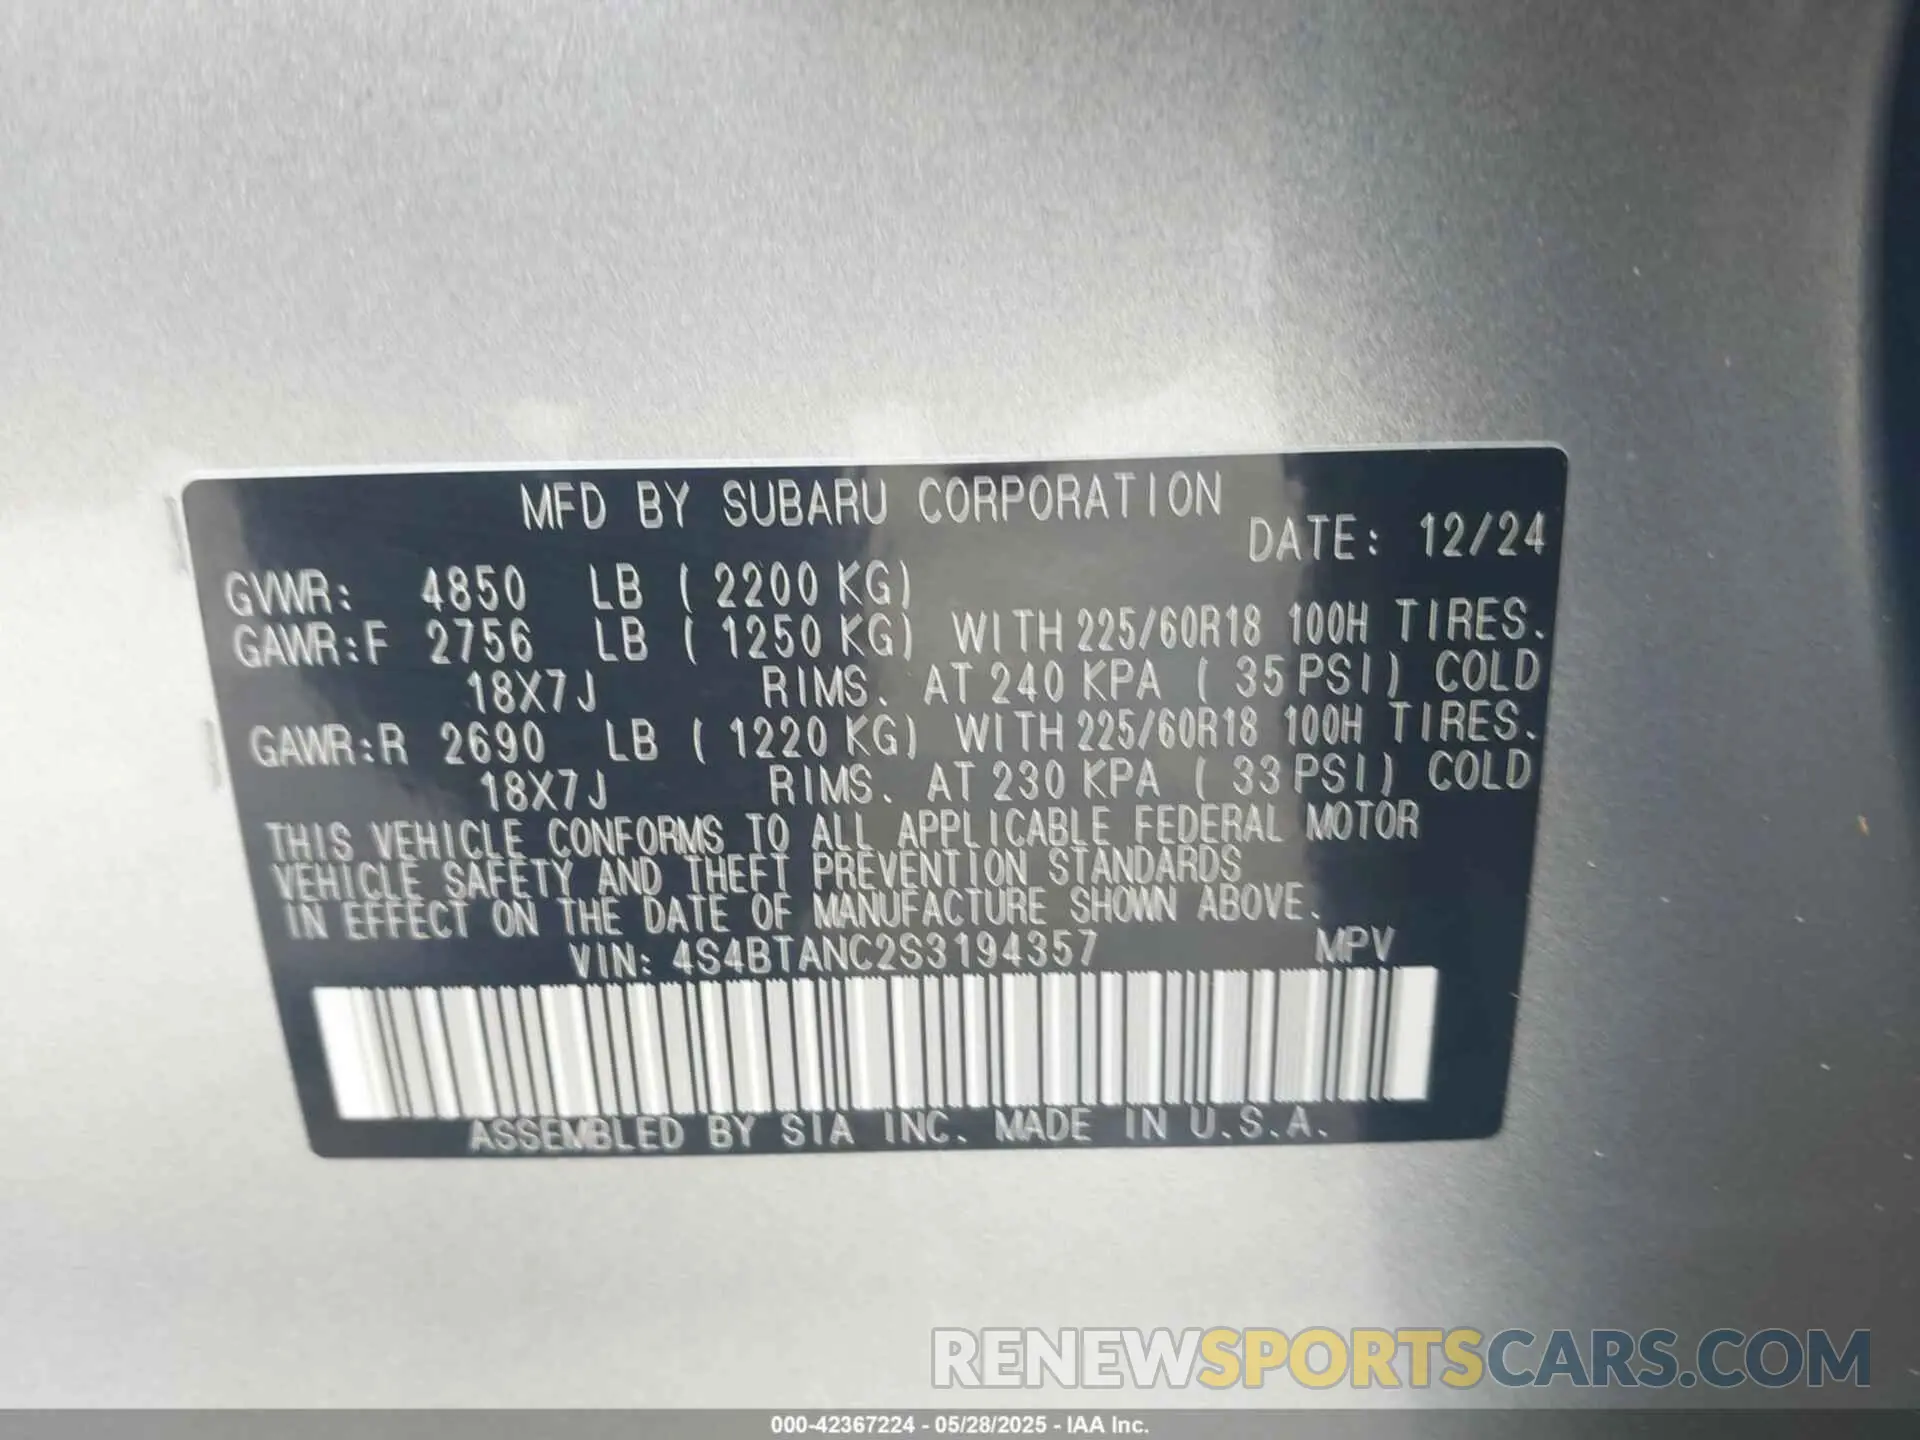 MFD BY SUBARU CORPORATION
DATE: 12/24
GVWR: 4850 LB ( 2200 KG)
GAWR:F 2756 LB ( 1250 KG) WITH 225/60R18 100H TIRES.
18X7J RIMS. AT 240 KPA ( 35 PSI) COLD
GAWR:R 2690 LB ( 1220 KG) WITH 225/60R18 100H TIRES.
18X7J RIMS. AT 230 KPA ( 33 PSI) COLD
THIS VEHICLE CONFORMS TO ALL APPLICABLE FEDERAL MOTOR
VEHICLE SAFETY AND THEFT PREVENTION STANDARDS
IN EFFECT ON THE DATE OF MANUFACTURE SHOWN ABOVE.
VIN: 4S4BTANC2S3194357 MPV
ASSEMBLED BY SIA INC. MADE IN U.S.A.
RENEWSPORTSCARS.COM
000-42367224 - 05/28/2025 - IAA Inc.